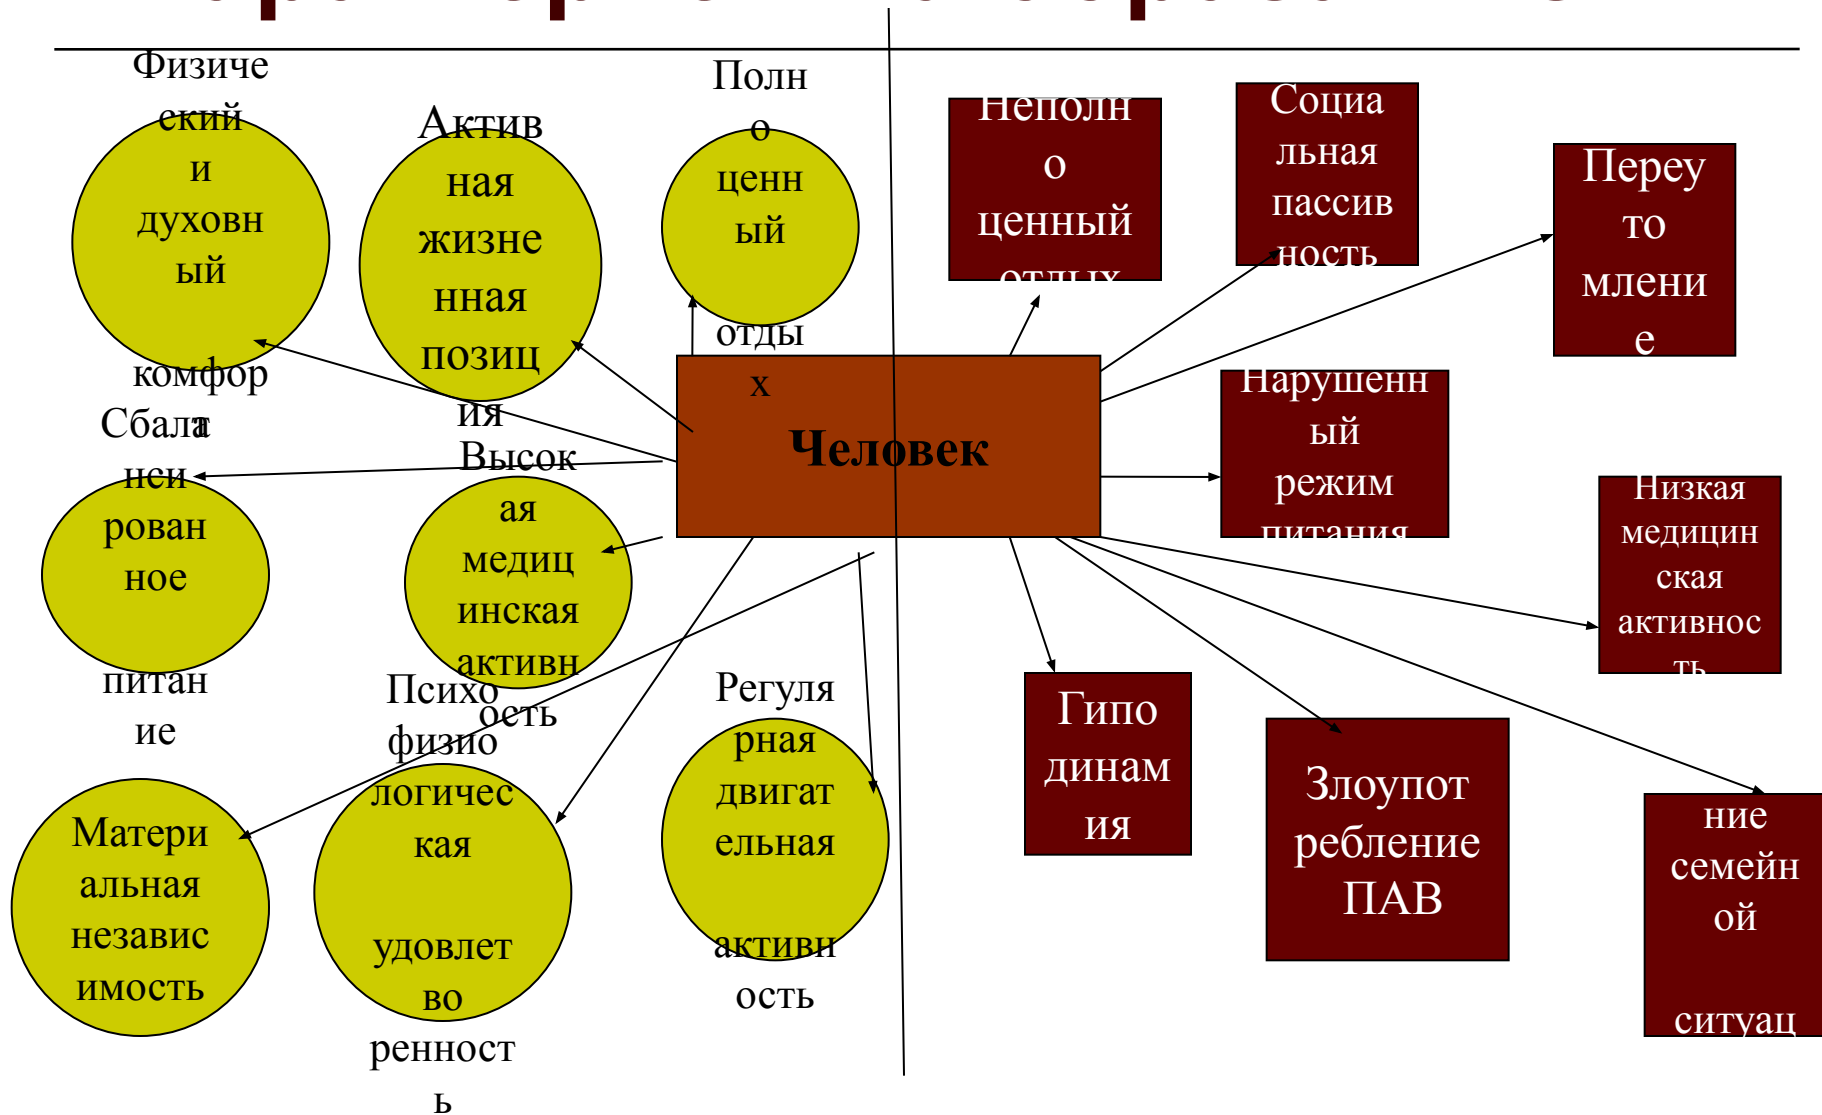 Физиче
ский
и
духовн
ый
комфор
т
Актив
ная
жизне
нная
позиц
ия
Полн
о
ценн
ый
отды
х
Неполн
о
ценный
отдых
Социа
льная
пассив
ность
Переу
то
млени
е
Человек
Сбала
нси
рован
ное
питан
ие
Высок
ая
медиц
инская
активн
ость
Нарушенн
ый
режим
питания
Низкая
медицин
ская
активнос
ть
Матери
альная
независ
имость
Психо
физио
логичес
кая
удовлет
во
ренност
ь
Регуля
рная
двигат
ельная
активн
ость
Гипо
динам
ия
Злоупот
ребление
ПАВ
ние
семейн
ой
ситуац